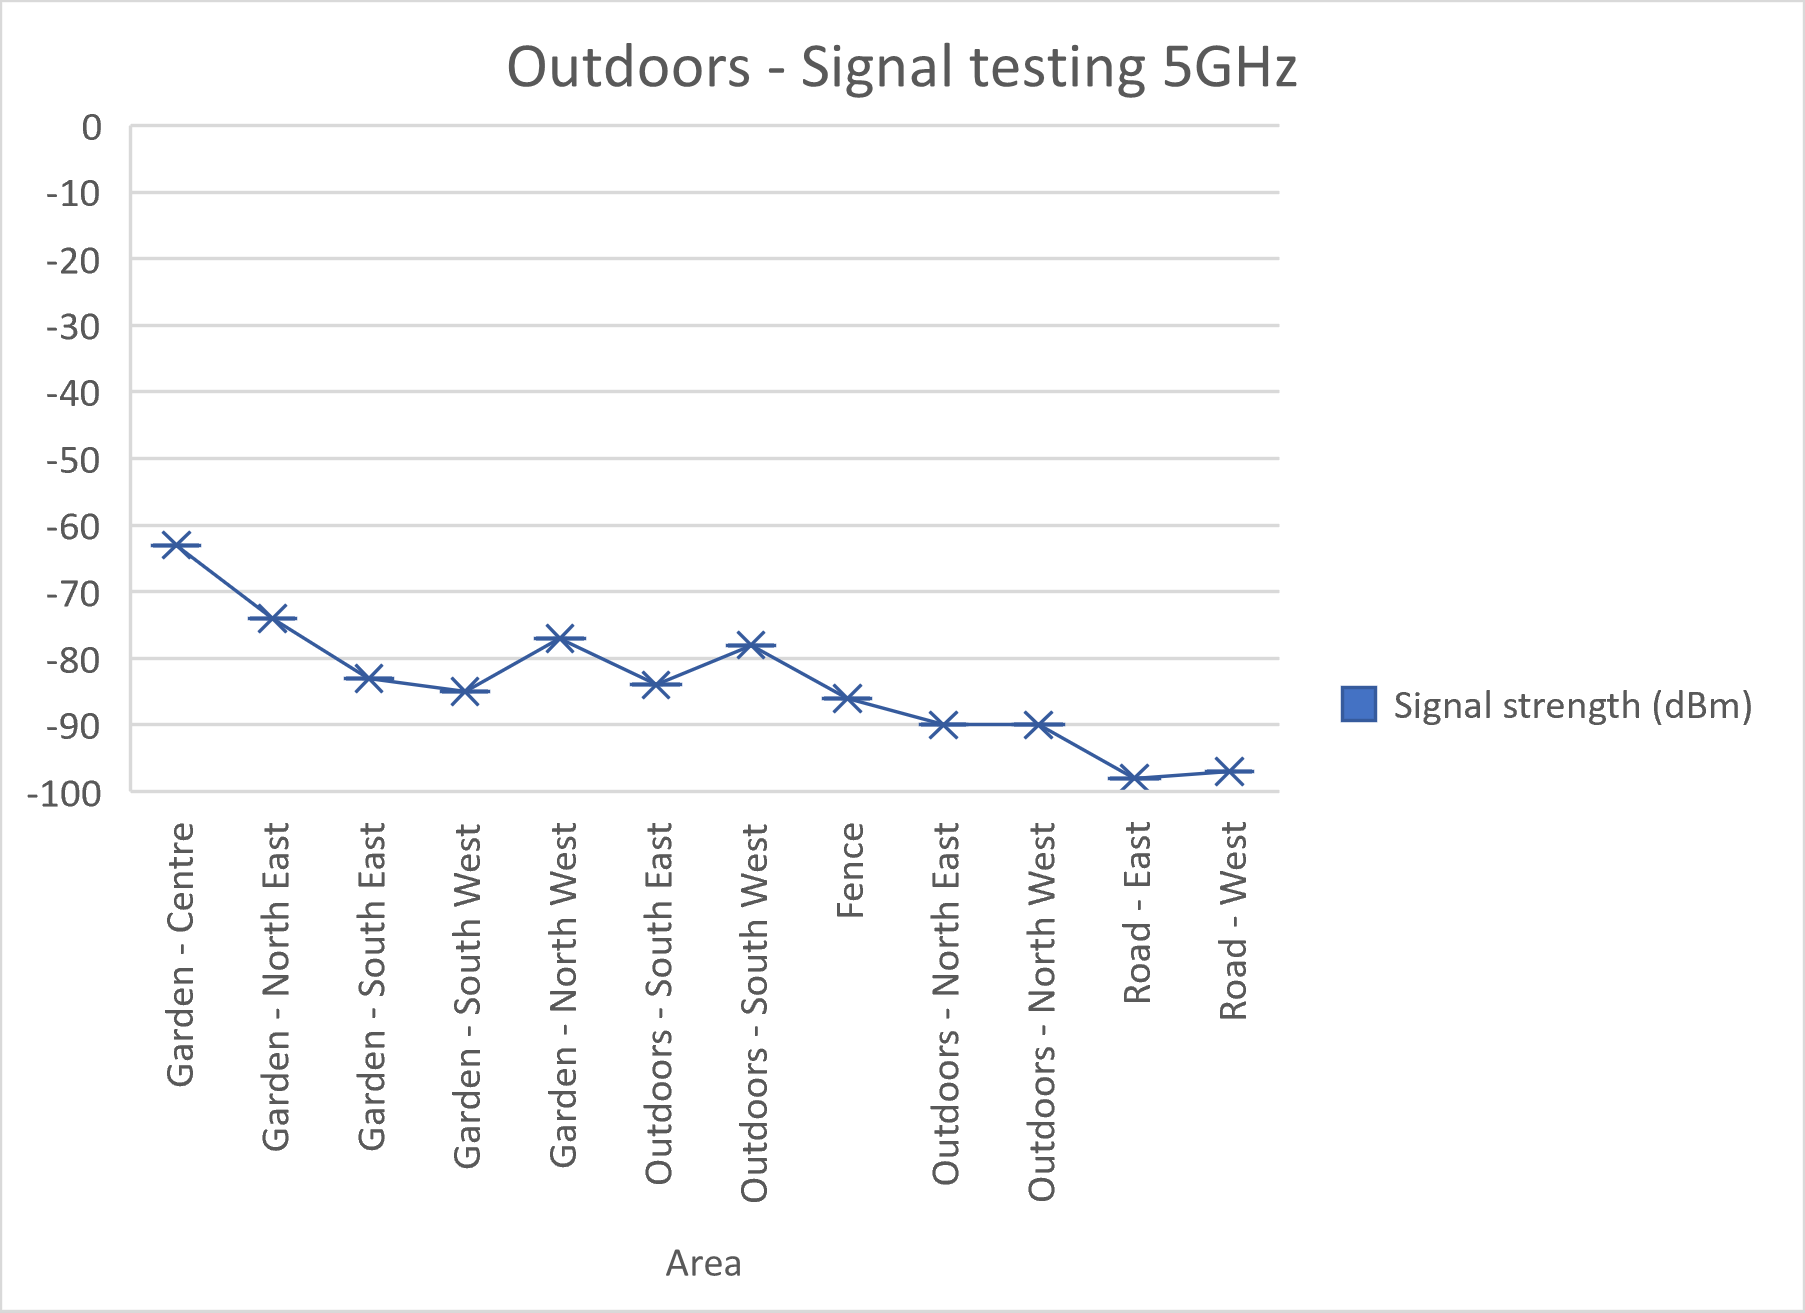 Outdoors - Signal testing 5GHz
0
-10
-20
-30
-40
-50
-60
-70
-80
-90
-100
Signal strength (dBm)
Garden - Centre
Garden - North East
Garden - South East
Garden - South West
Garden - North West
Outdoors - South East
Outdoors - South West
Fence
Outdoors - North East
Outdoors - North West
Road - East
Road - West
Area